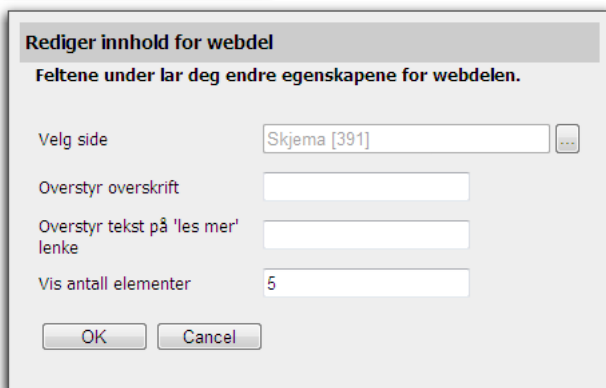 Rediger innhold for webdel
Feltene under lar deg endre egenskapene for webdelen.
Velg side
Skjema [391]
...
Overstyr overskrift
Overstyr tekst på 'les mer'
lenke
Vis antall elementer
5
OK
Cancel